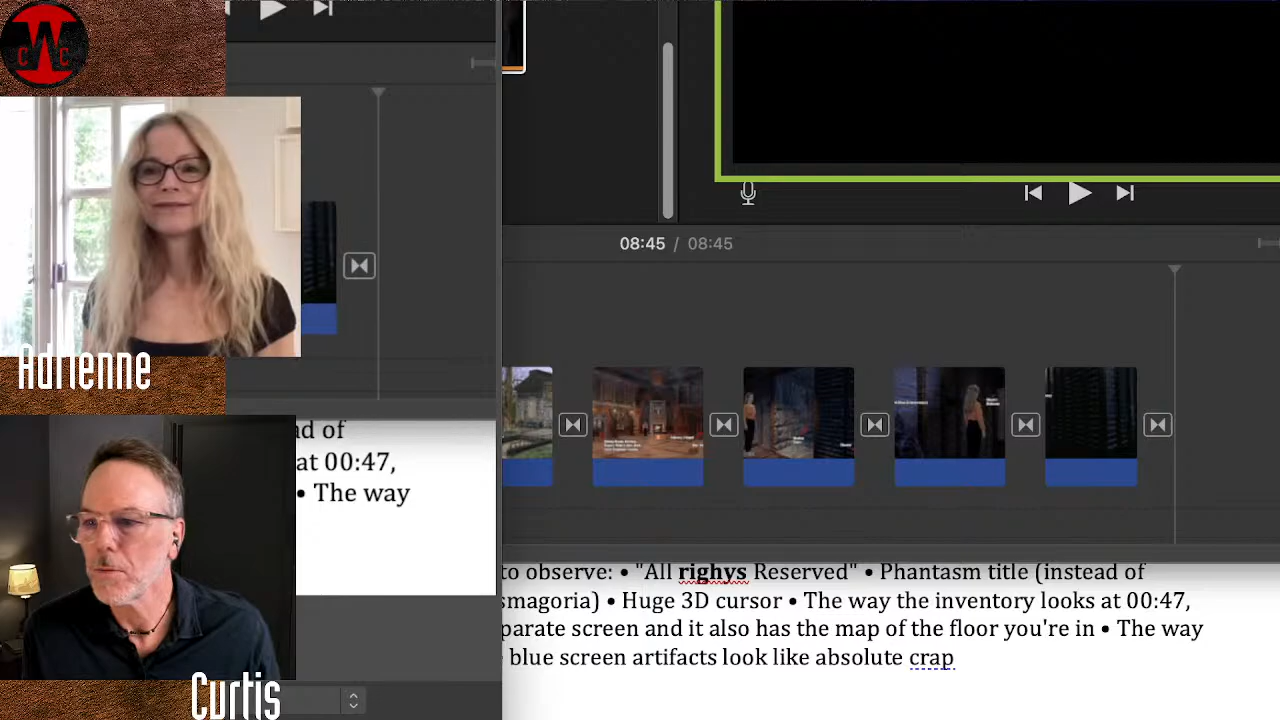 W
C C
Adrienne
nd of
at 00:47,
• The way
Curtis
08:45 / 08:45
to observe: • "All righys Reserved" • Phantasm title (instead of
smagoria) • Huge 3D cursor • The way the inventory looks at 00:47,
parate screen and it also has the map of the floor you're in • The way
blue screen artifacts look like absolute crap